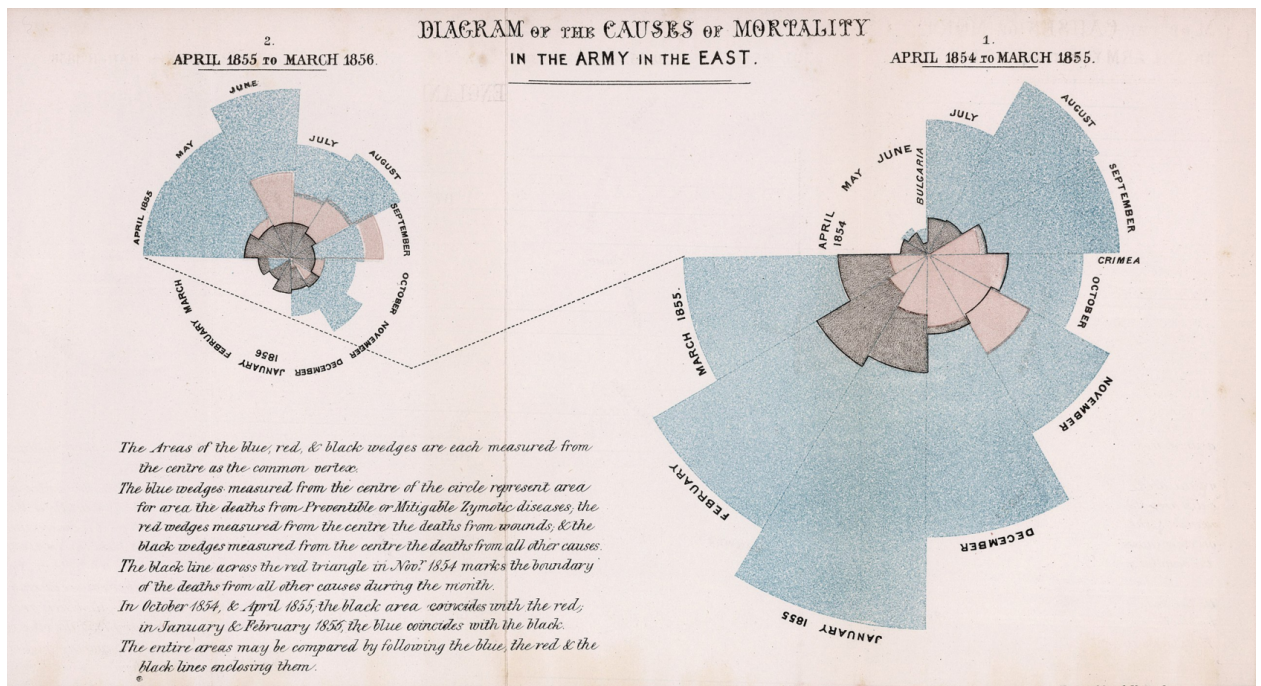 DIAGRAM OF THE CAUSES OF MORTALITY
IN THE ARMY IN THE EAST.
2.
APRIL 1855 TO MARCH 1856.
1.
APRIL 1854 TO MARCH 1855.
APRIL 1855
MAY
JUNE
JULY
AUGUST
SEPTEMBER
OCTOBER
NOVEMBER
DECEMBER
JANUARY
1856
FEBRUARY
MARCH
APRIL
1854
MAY
JUNE
BULGARIA
JULY
AUGUST
SEPTEMBER
CRIMEA
OCTOBER
NOVEMBER
DECEMBER
JANUARY 1855
FEBRUARY
MARCH 1855.
The Areas of the blue, red, & black wedges are each measured from
the centre as the common vertex.
The blue wedges measured from the centre of the circle represent area
for area the deaths from Preventible or Mitigable Zymotic diseases; the
red wedges measured from the centre the deaths from wounds; & the
black wedges measured from the centre the deaths from all other causes.
The black line across the red triangle in Novr. 1854 marks the boundary
of the deaths from all other causes during the month.
In October 1854, & April 1855; the black area coincides with the red;
in January & February 1856, the blue coincides with the black.
The entire areas may be compared by following the blue, the red & the
black lines enclosing them.